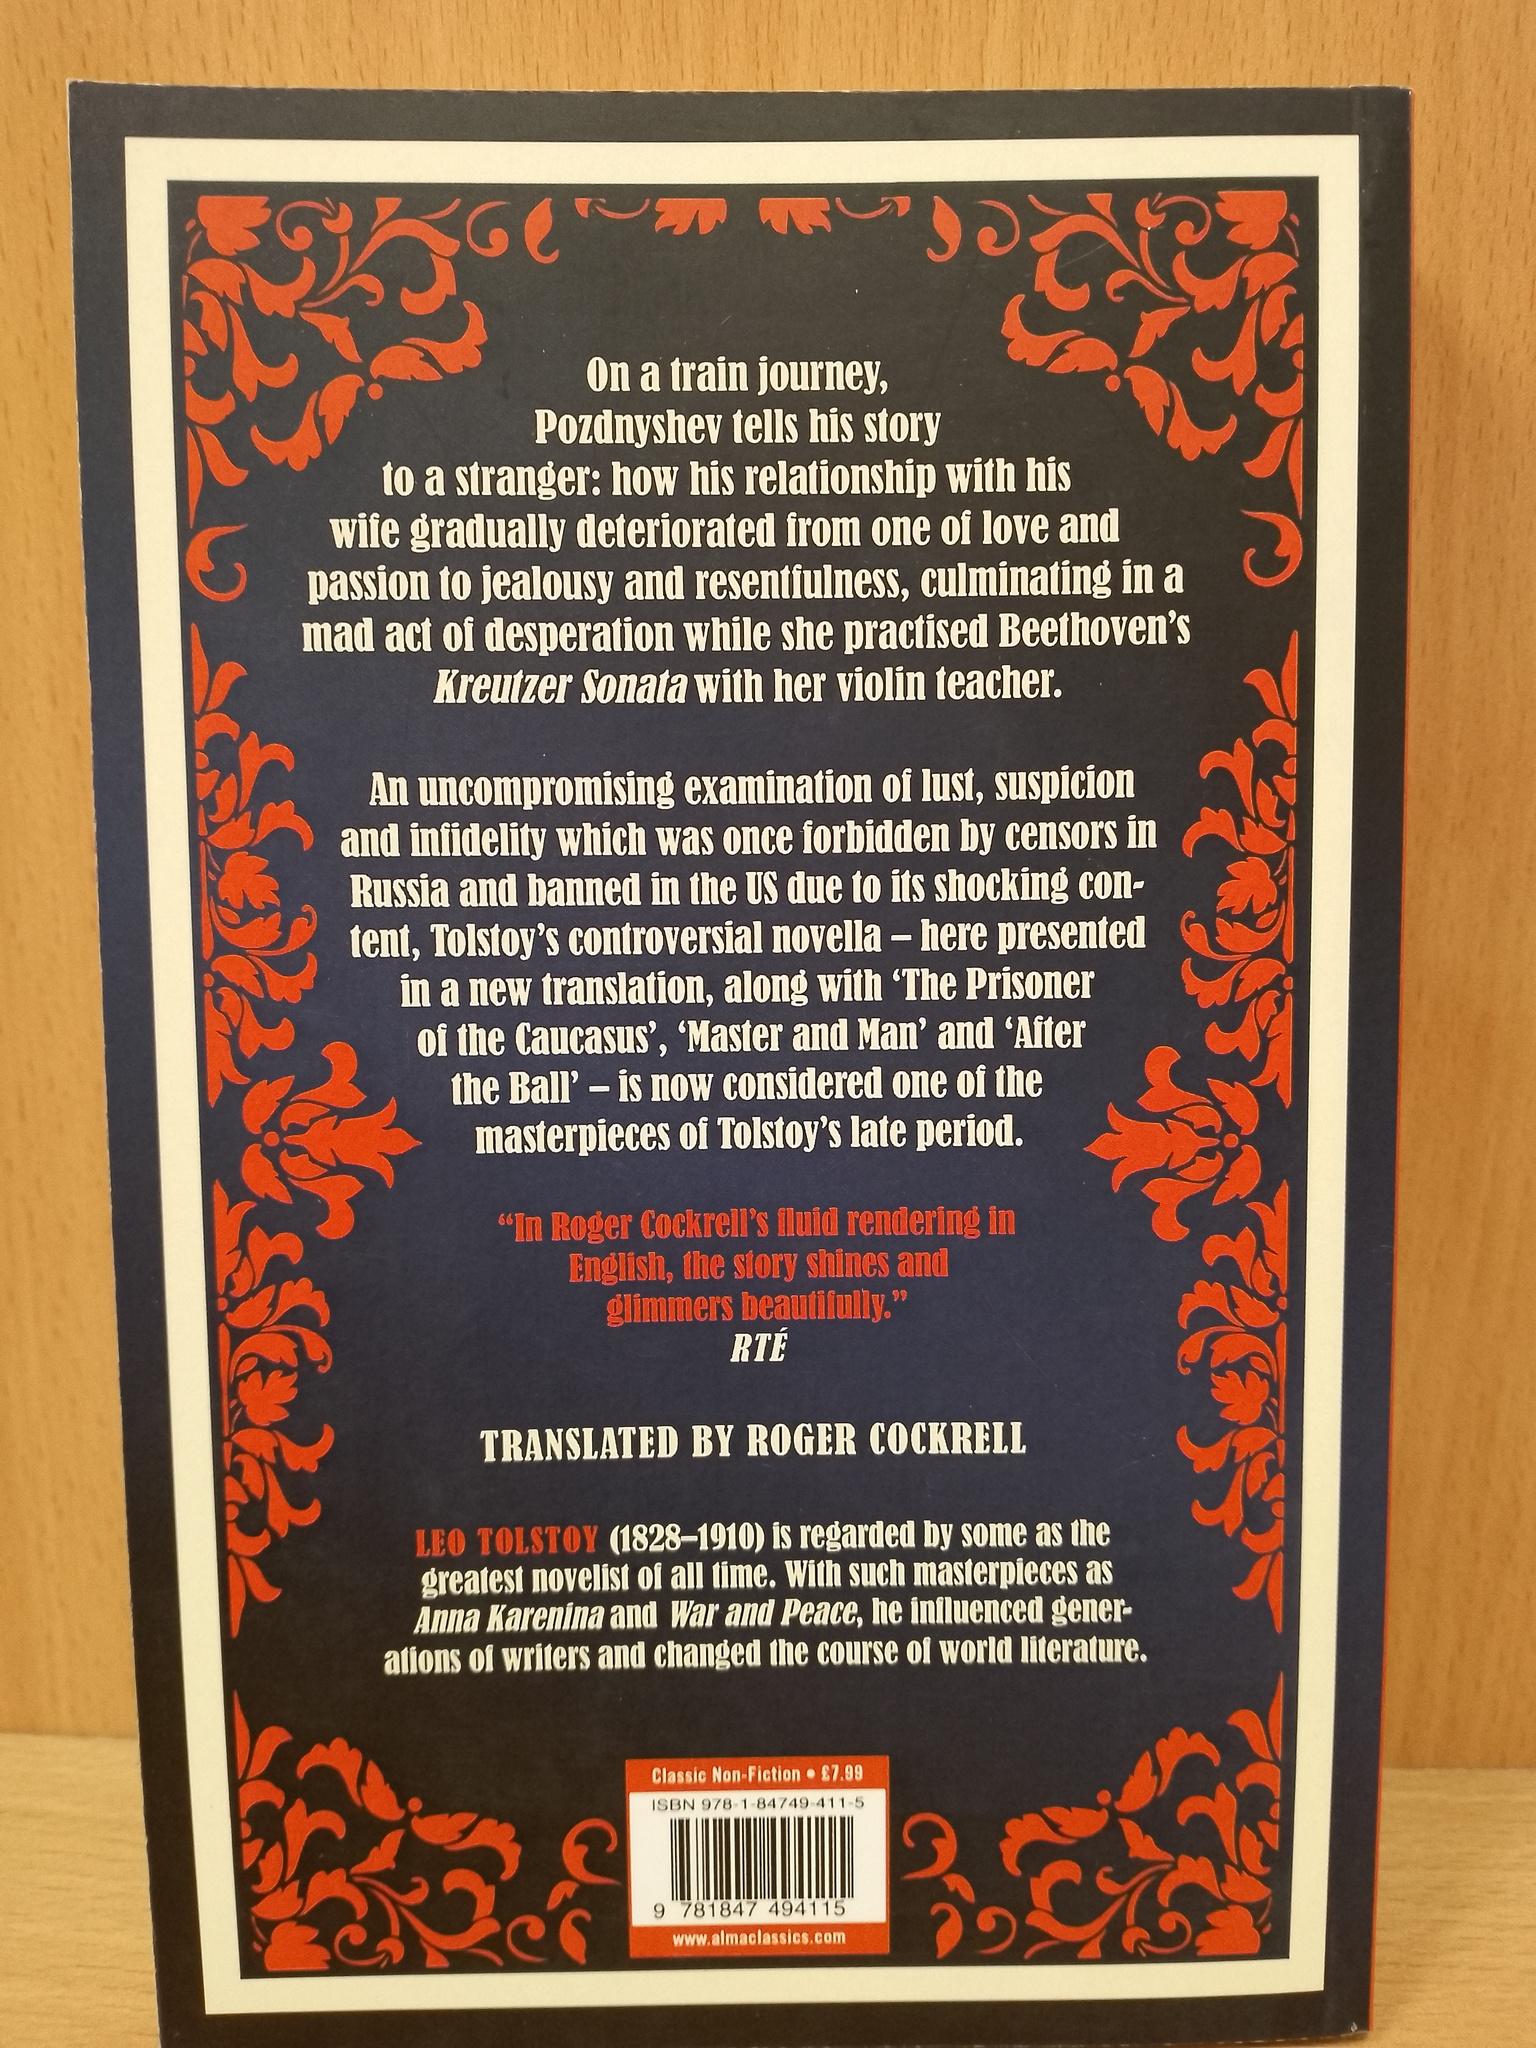 On a train journey,
Pozdnyshev tells his story
to a stranger: how his relationship with his
wife gradually deteriorated from one of love and
passion to jealousy and resentfulness, culminating in a
mad act of desperation while she practised Beethoven's
Kreutzer Sonata with her violin teacher.
An uncompromising examination of lust, suspicion
and infidelity which was once forbidden by censors in
Russia and banned in the US due to its shocking con-
tent, Tolstoy's controversial novella – here presented
in a new translation, along with ‘The Prisoner
of the Caucasus’, ‘Master and Man’ and ‘After
the Ball’ – is now considered one of the
masterpieces of Tolstoy's late period.
“In Roger Cockrell's fluid rendering in
English, the story shines and
glimmers beautifully.”
RTÉ
TRANSLATED BY ROGER COCKRELL
LEO TOLSTOY (1828–1910) is regarded by some as the
greatest novelist of all time. With such masterpieces as
Anna Karenina and War and Peace, he influenced gener-
ations of writers and changed the course of world literature.
Classic Non-Fiction • £7.99
ISBN 978-1-84749-411-5
9 781847 494115
www.almaclassics.com